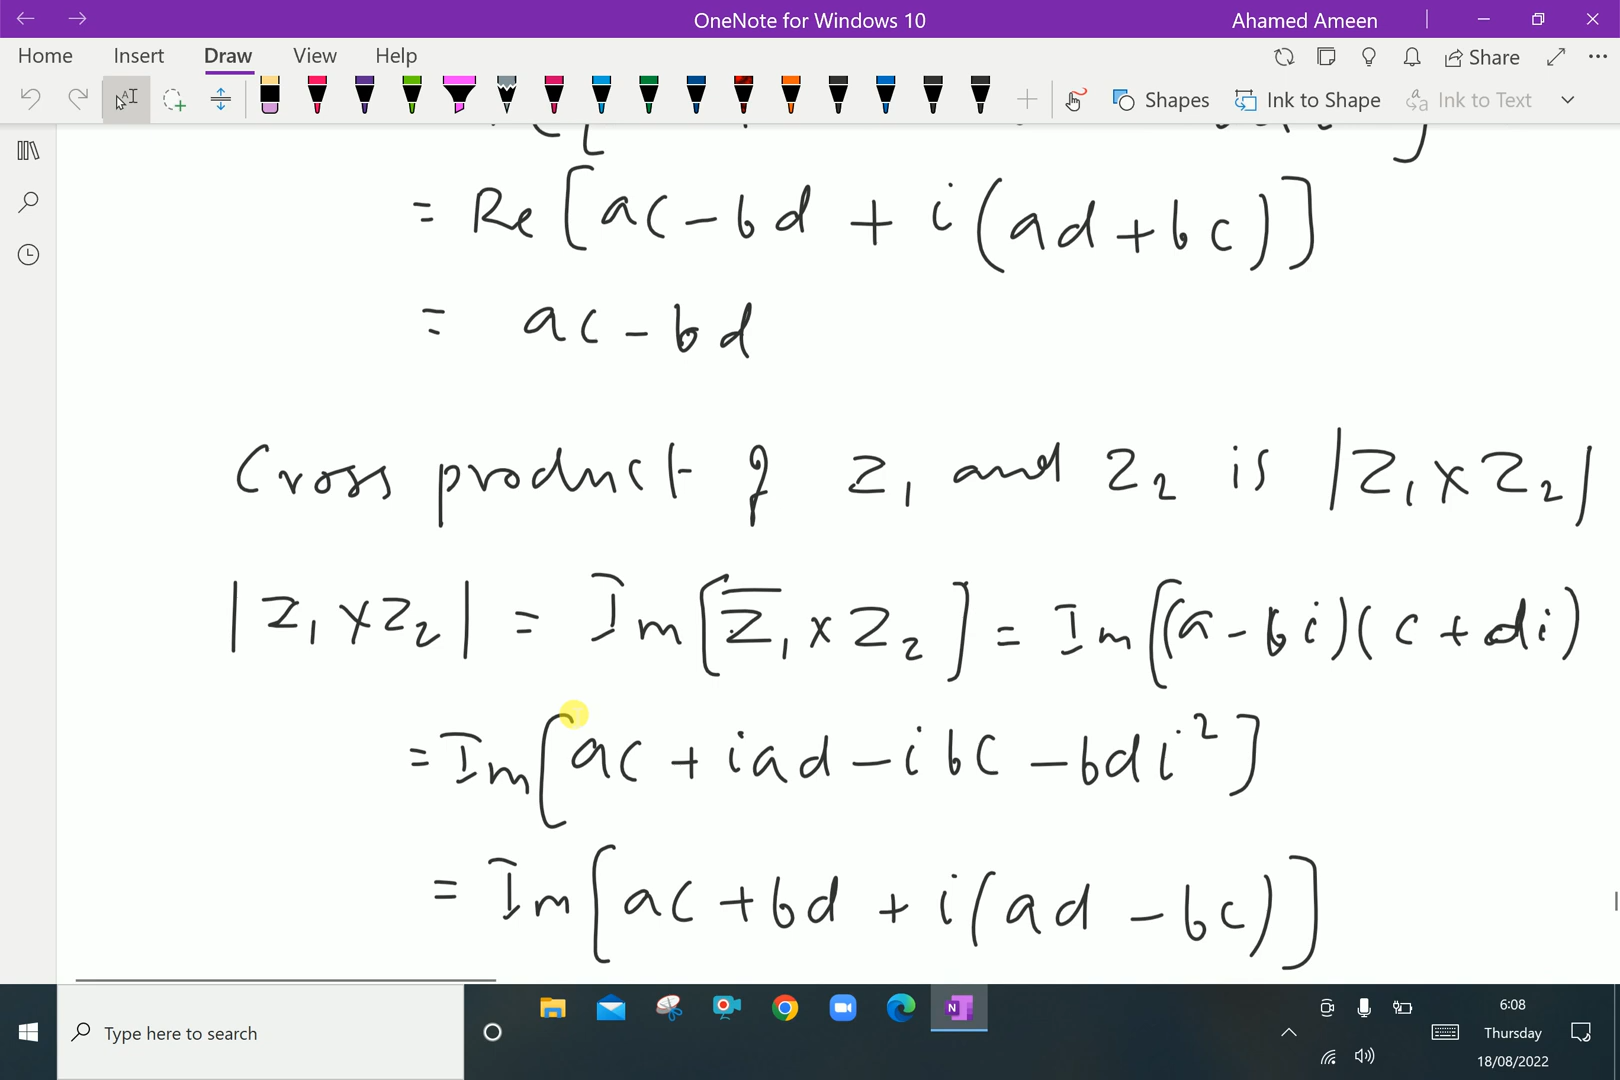 OneNote for Windows 10
Ahamed Ameen
Home Insert Draw View Help
Share
Shapes
Ink to Shape
Ink to Text
= Re[ac - bd + i(ad + bc)]
= ac - bd
Cross product of Z₁ and Z₂ is |Z₁ × Z₂|
|Z₁ × Z₂| = Im[Z̅₁ × Z₂] = Im[(a - bi)(c + di)
= Im[ac + iad - ibc - bdi²]
= Im[ac + bd + i(ad - bc)]
Type here to search
6:08
Thursday
18/08/2022